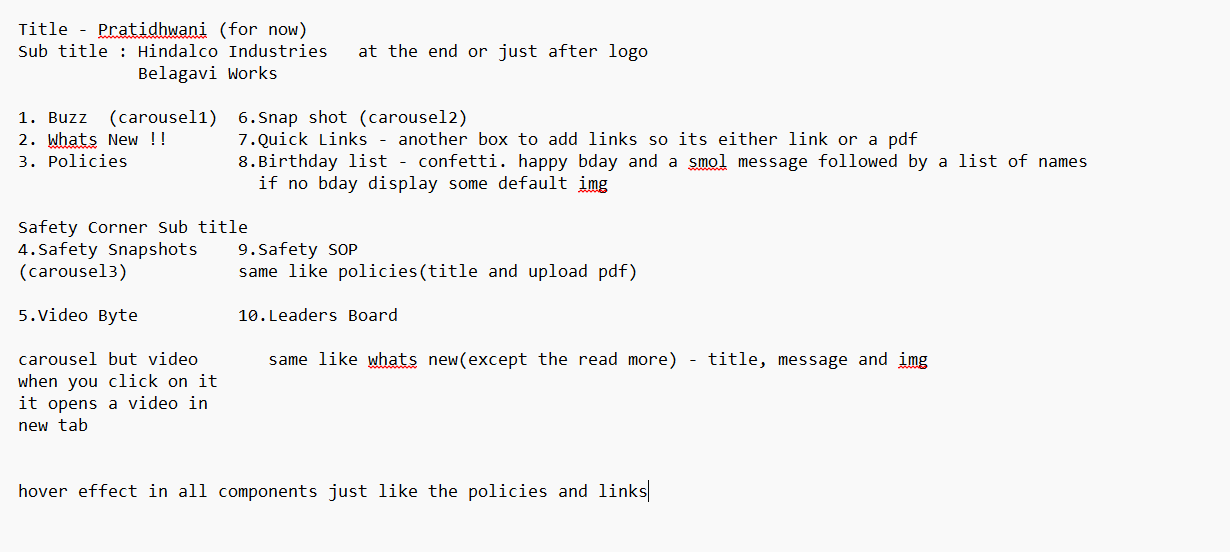 Title - Pratidhwani (for now)
Sub title : Hindalco Industries   at the end or just after logo
            Belagavi Works
1. Buzz  (carousel1)  6.Snap shot (carousel2)
2. Whats New !!       7.Quick Links - another box to add links so its either link or a pdf
3. Policies           8.Birthday list - confetti. happy bday and a smol message followed by a list of names
                        if no bday display some default img
Safety Corner Sub title
4.Safety Snapshots    9.Safety SOP
(carousel3)           same like policies(title and upload pdf)
5.Video Byte          10.Leaders Board
carousel but video       same like whats new(except the read more) - title, message and img
when you click on it
it opens a video in
new tab
hover effect in all components just like the policies and links